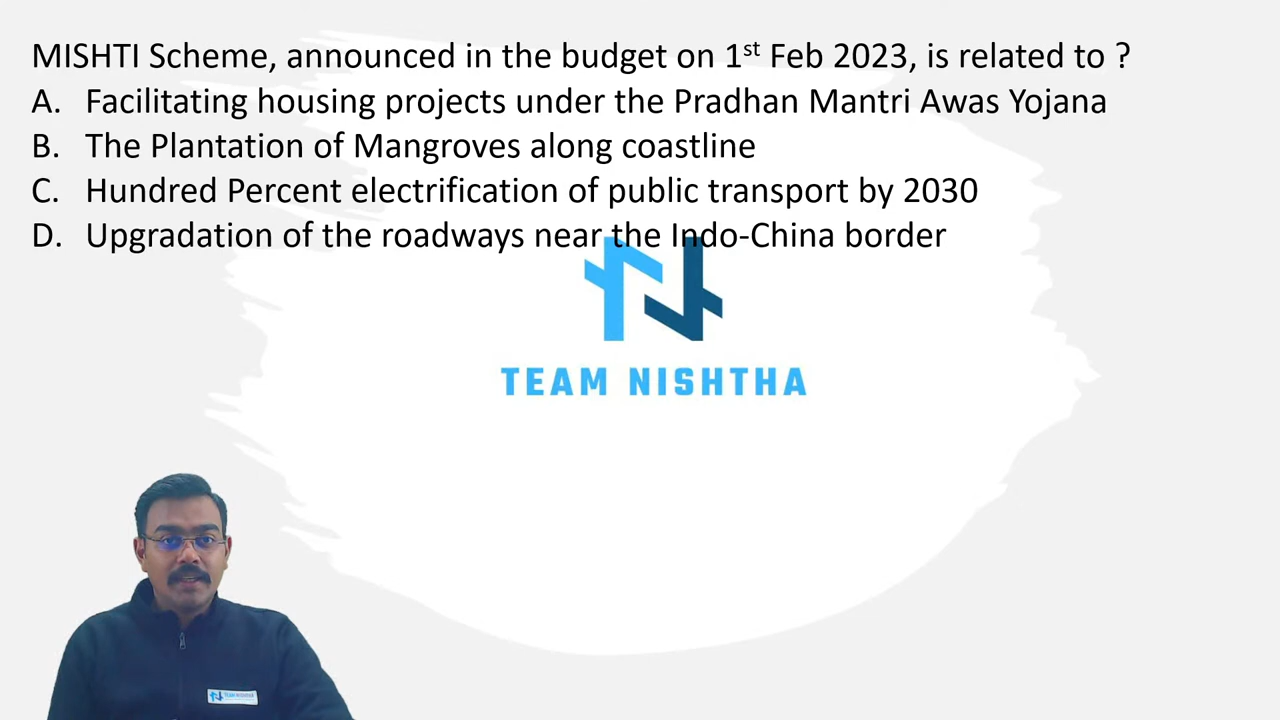 MISHTI Scheme, announced in the budget on 1st Feb 2023, is related to ?
A. Facilitating housing projects under the Pradhan Mantri Awas Yojana
B. The Plantation of Mangroves along coastline
C. Hundred Percent electrification of public transport by 2030
D. Upgradation of the roadways near the Indo-China border
TEAM NISHTHA
TEAM NISHTHA